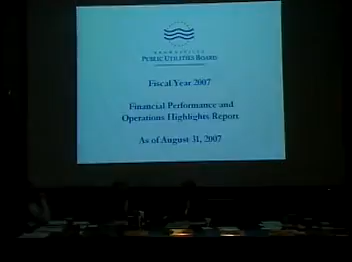 BROWNSVILLE
PUBLIC UTILITIES BOARD
Fiscal Year 2007
Financial Performance and
Operations Highlights Report
As of August 31, 2007